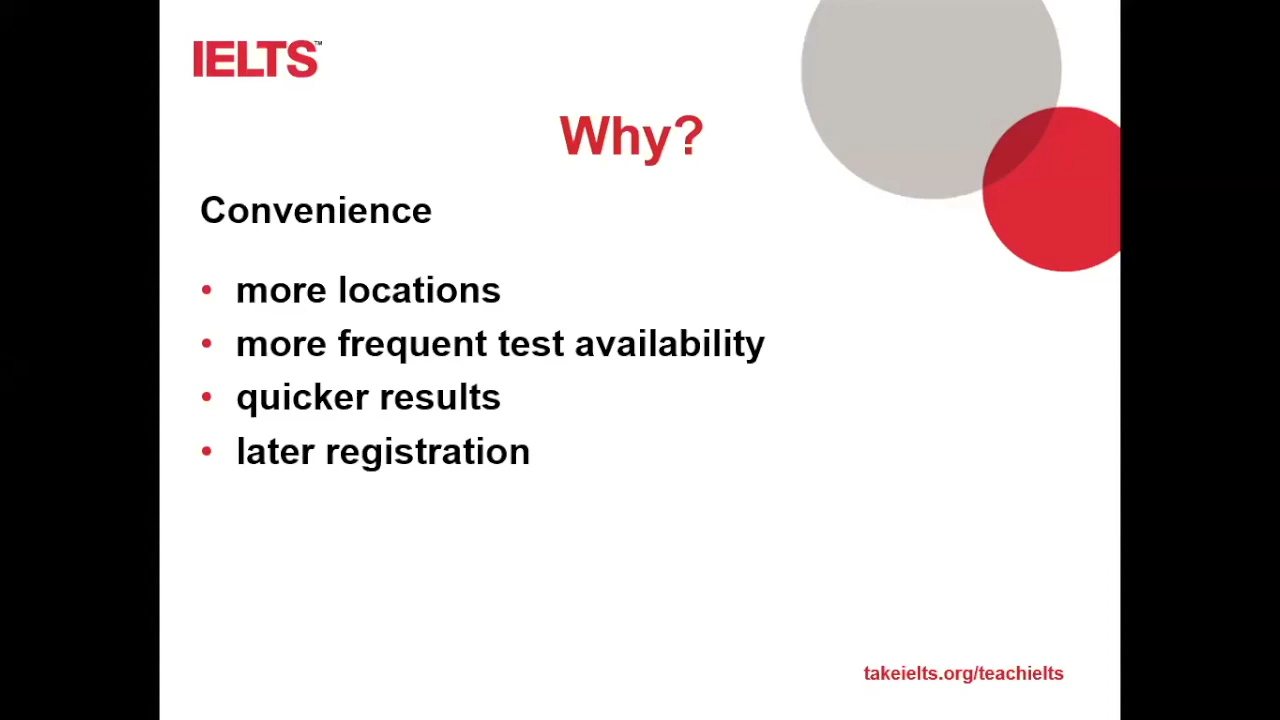 IELTS™
Why?
Convenience
• more locations
• more frequent test availability
• quicker results
• later registration
takeielts.org/teachielts